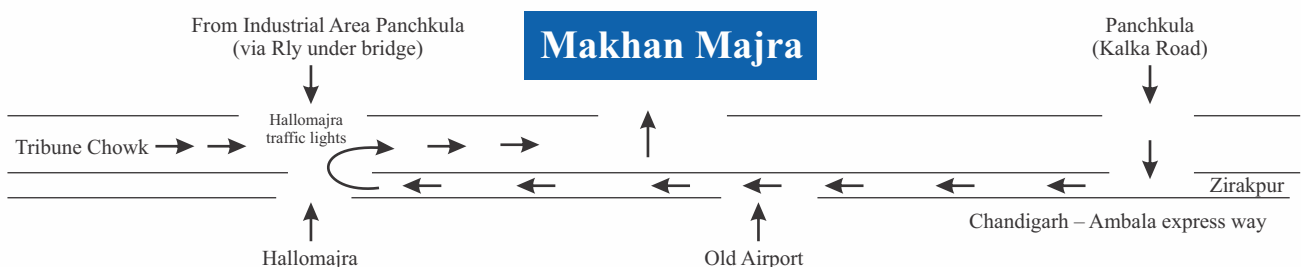 From Industrial Area Panchkula
(via Rly under bridge)
Makhan Majra
Panchkula
(Kalka Road)
Hallomajra
traffic lights
Tribune Chowk
Zirakpur
Chandigarh – Ambala express way
Hallomajra
Old Airport